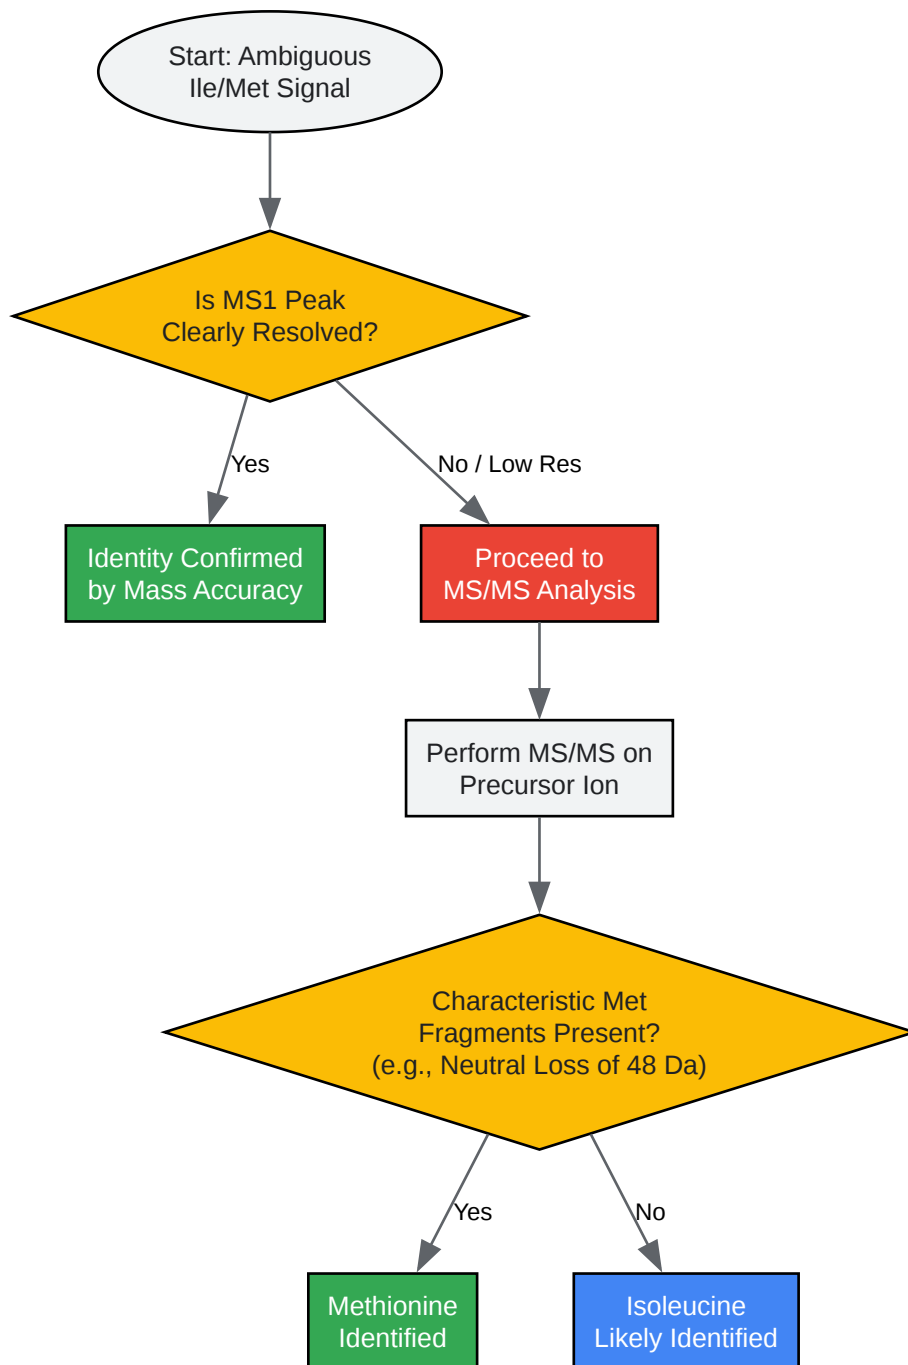 Start: Ambiguous
Ile/Met Signal
Is MS1 Peak
Clearly Resolved?
Yes
No / Low Res
Identity Confirmed
by Mass Accuracy
Proceed to
MS/MS Analysis
Perform MS/MS on
Precursor Ion
Characteristic Met
Fragments Present?
(e.g., Neutral Loss of 48 Da)
Yes
No
Methionine
Identified
Isoleucine
Likely Identified